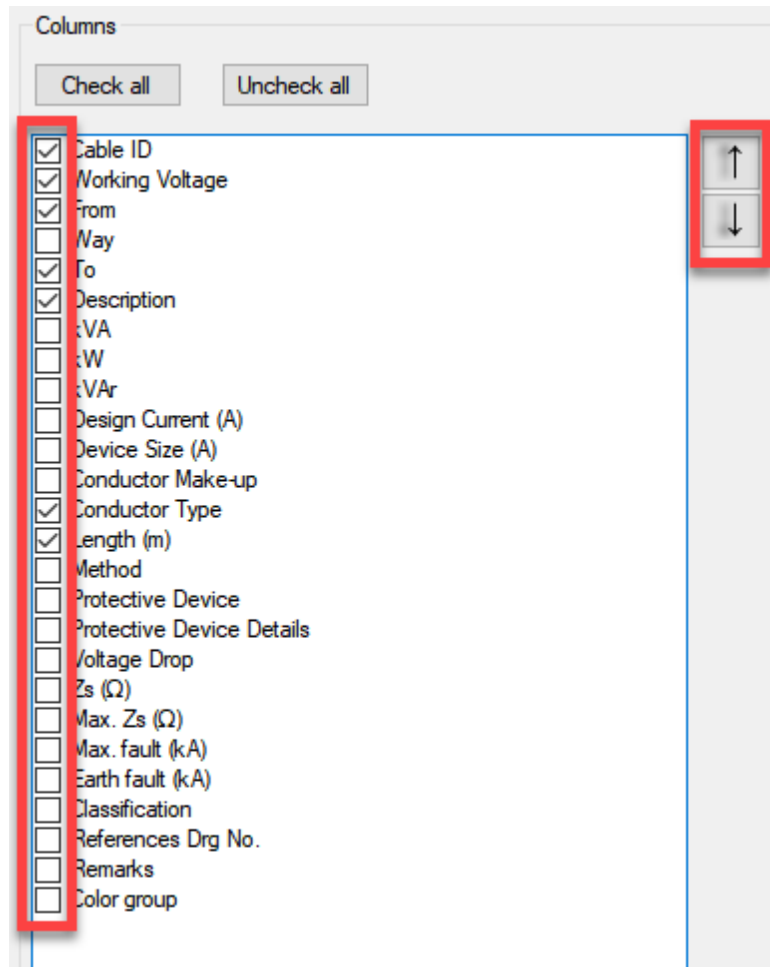 Columns
Check all
Uncheck all
Cable ID
Working Voltage
From
Way
To
Description
kVA
kW
kVAr
Design Current (A)
Device Size (A)
Conductor Make-up
Conductor Type
Length (m)
Method
Protective Device
Protective Device Details
Voltage Drop
Zs (Ω)
Max. Zs (Ω)
Max. fault (kA)
Earth fault (kA)
Classification
References Drg No.
Remarks
Color group